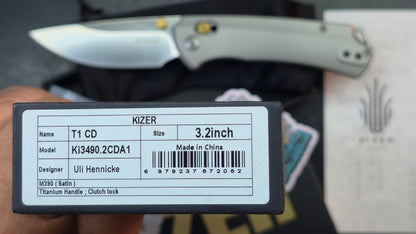 KIZER
Name T1 CD Size 3.2inch
Model Ki3490.2CDA1 Made in China
Designer Uli Hennicke 6 979237 672062
M390 ( Satin )
Titanium Handle ; Clutch lock